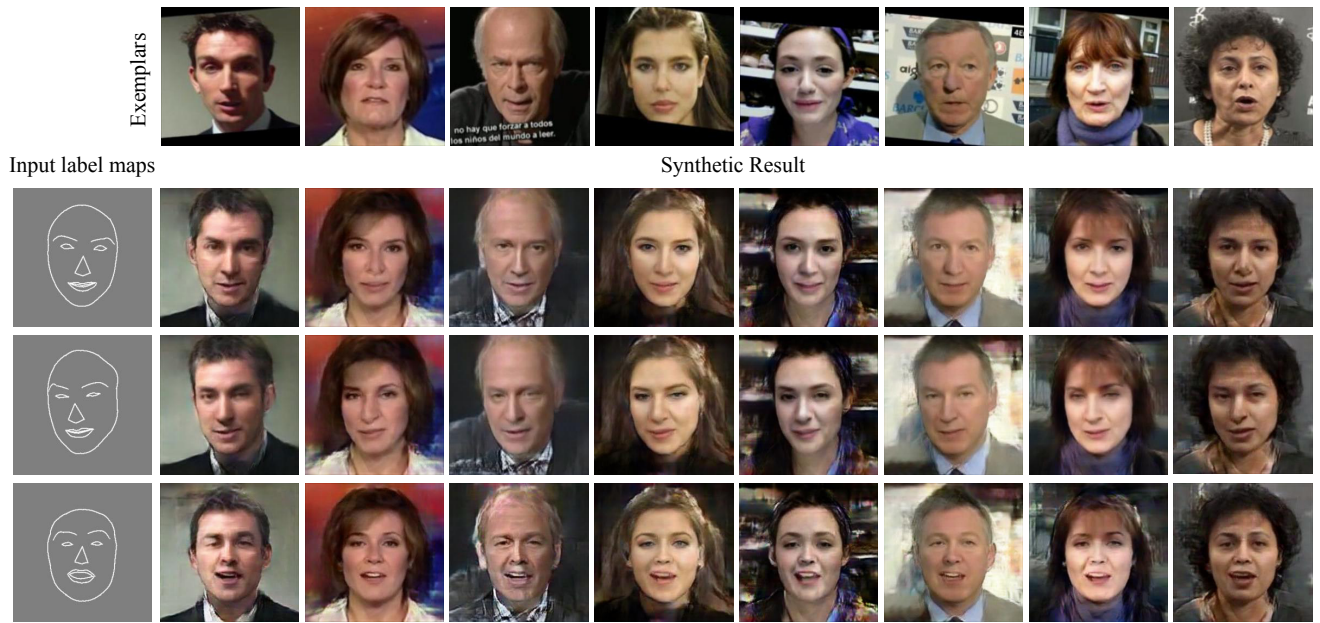 Exemplars
no hay que forzar a todos
los niños del mundo a leer.
Input label maps
Synthetic Result